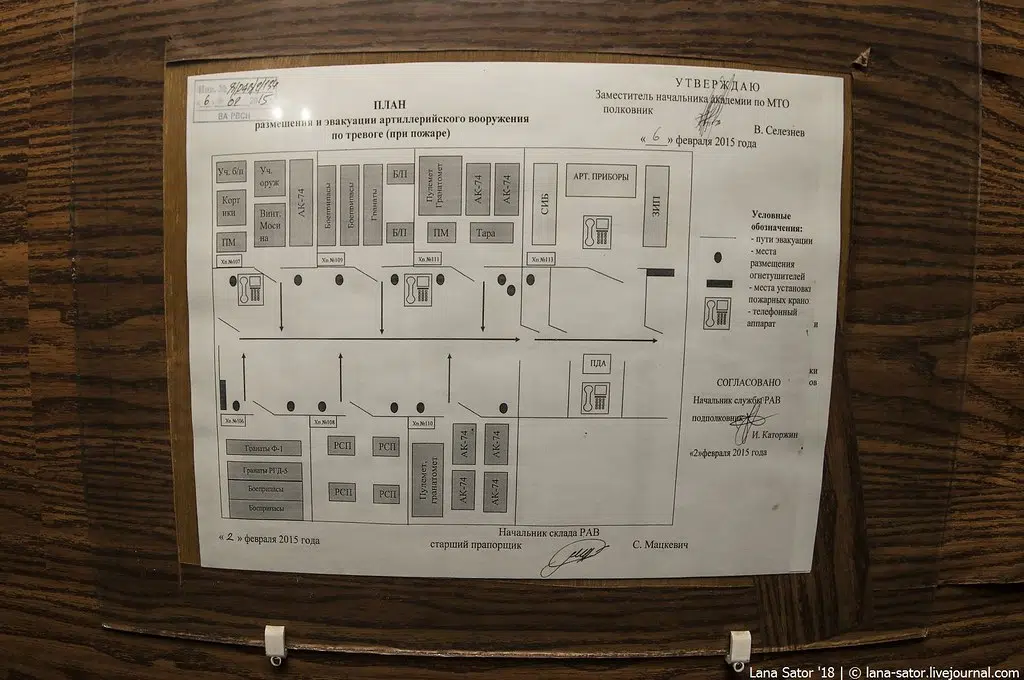 Инв. №
6 02 2015
ВА РВСН
ПЛАН
размещения и эвакуации артиллерийского вооружения
по тревоге (при пожаре)
УТВЕРЖДАЮ
Заместитель начальника академии по МТО
полковник
В. Селезнев
« 6 » февраля 2015 года
Уч. б/п
Корт
ики
ПМ
Уч.
оруж
Винт.
Моси
на
АК-74
Боеприпасы
Боеприпасы
Гранаты
Б/П
Б/П
Пулемет
Гранатомет
ПМ
АК-74
АК-74
Тара
СИБ
АРТ. ПРИБОРЫ
ЗИП
Хр.№107
Хр.№109
Хр.№111
Хр.№113
Условные
обозначения:
- пути эвакуации
- места
размещения
огнетушителей
- места установк
пожарных крано
- телефонный
аппарат
и
ки
ов
ПДА
СОГЛАСОВАНО
Начальник службы РАВ
подполковник
И. Каторжин
«2»февраля 2015 года
Хр.№106
Хр.№108
Хр.№110
Гранаты Ф-1
Гранаты РГД-5
Боеприпасы
Боеприпасы
РСП
РСП
РСП
РСП
Пулемет,
гранатомет
АК-74
АК-74
АК-74
АК-74
« 2 » февраля 2015 года
Начальник склада РАВ
старший прапорщик
С. Мацкевич
Lana Sator '18 | © lana-sator.livejournal.com